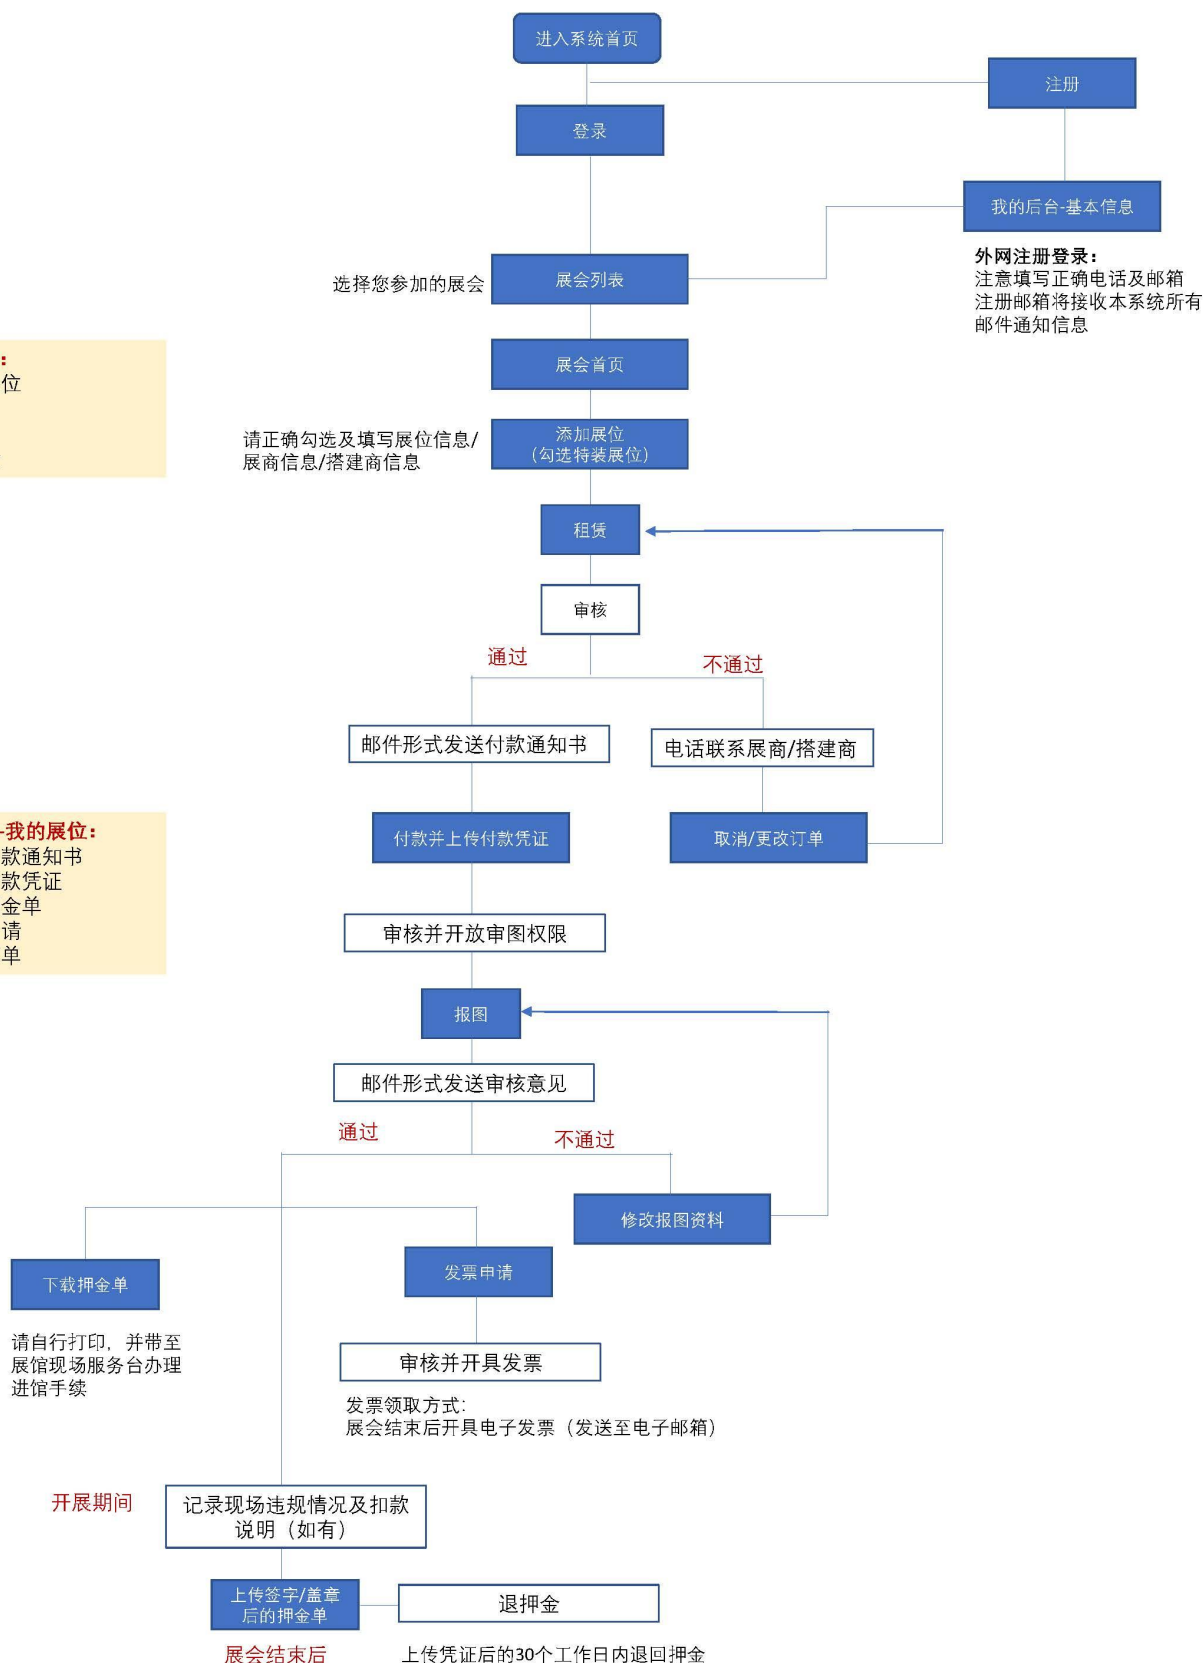 进入系统首页
注册
登录
我的后台-基本信息
外网注册登录：
注意填写正确电话及邮箱
注册邮箱将接收本系统所有
邮件通知信息
选择您参加的展会
展会列表
展会首页
：
位
请正确勾选及填写展位信息/
展商信息/搭建商信息
添加展位
（勾选特装展位）
租赁
审核
通过
不通过
邮件形式发送付款通知书
电话联系展商/搭建商
付款并上传付款凭证
取消/更改订单
-我的展位：
款通知书
款凭证
金单
请
单
审核并开放审图权限
报图
邮件形式发送审核意见
通过
不通过
修改报图资料
下载押金单
发票申请
请自行打印，并带至
展馆现场服务台办理
进馆手续
审核并开具发票
发票领取方式：
展会结束后开具电子发票（发送至电子邮箱）
开展期间
记录现场违规情况及扣款
说明（如有）
上传签字/盖章
后的押金单
退押金
展会结束后
上传凭证后的30个工作日内退回押金